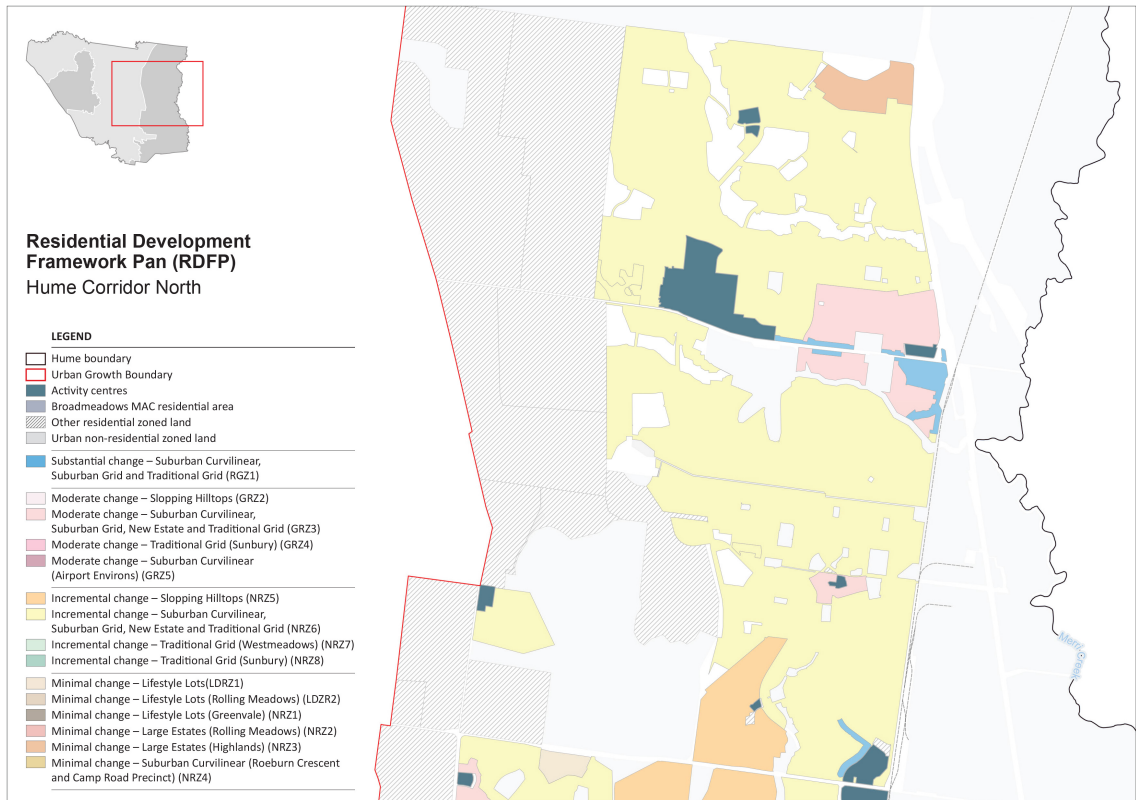 Residential Development
Framework Pan (RDFP)
Hume Corridor North
LEGEND
Hume boundary
Urban Growth Boundary
Activity centres
Broadmeadows MAC residential area
Other residential zoned land
Urban non-residential zoned land
Substantial change – Suburban Curvilinear,
Suburban Grid and Traditional Grid (RGZ1)
Moderate change – Slopping Hilltops (GRZ2)
Moderate change – Suburban Curvilinear,
Suburban Grid, New Estate and Traditional Grid (GRZ3)
Moderate change – Traditional Grid (Sunbury) (GRZ4)
Moderate change – Suburban Curvilinear
(Airport Environs) (GRZ5)
Incremental change – Slopping Hilltops (NRZ5)
Incremental change – Suburban Curvilinear,
Suburban Grid, New Estate and Traditional Grid (NRZ6)
Incremental change – Traditional Grid (Westmeadows) (NRZ7)
Incremental change – Traditional Grid (Sunbury) (NRZ8)
Minimal change – Lifestyle Lots(LDRZ1)
Minimal change – Lifestyle Lots (Rolling Meadows) (LDZR2)
Minimal change – Lifestyle Lots (Greenvale) (NRZ1)
Minimal change – Large Estates (Rolling Meadows) (NRZ2)
Minimal change – Large Estates (Highlands) (NRZ3)
Minimal change – Suburban Curvilinear (Roeburn Crescent
and Camp Road Precinct) (NRZ4)
Merri Creek